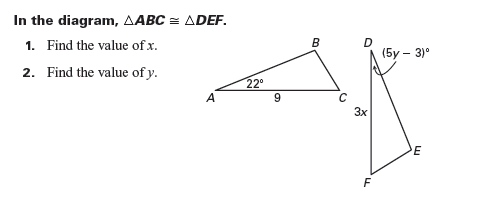 In the diagram, △ABC ≅ △DEF.
1. Find the value of x.
2. Find the value of y.
B
22°
A
9
C
D
(5y – 3)°
3x
E
F